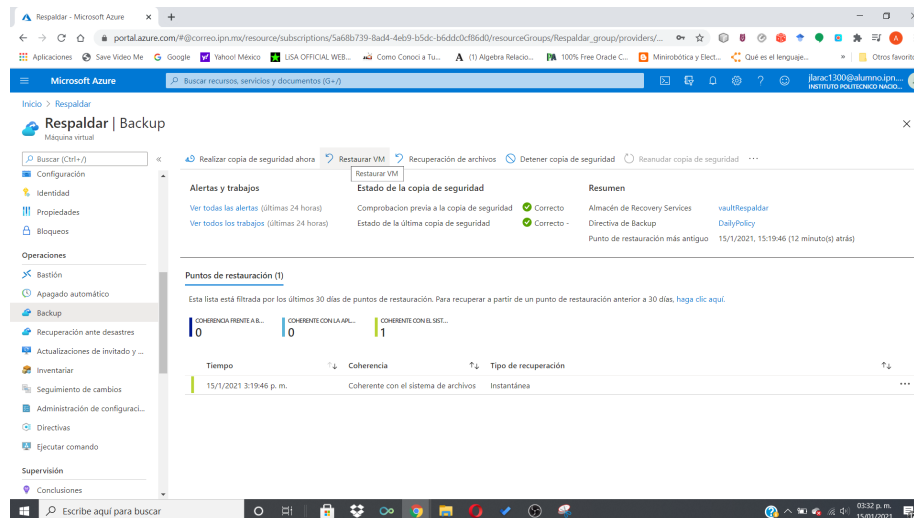 Respaldar - Microsoft Azure
portal.azure.com/#@correo.ipn.mx/resource/subscriptions/5a68b739-8ad4-4eb9-b5dc-b6ddc0cf86d0/resourceGroups/Respaldar_group/providers/...
Aplicaciones Save Video Me Google Yahoo! México LiSA OFFICIAL WEB... Como Conocí a Tu... (1) Algebra Relacio... 100% Free Oracle C... Minirobótica y Elect... Qué es el lenguaje... » Otros favorito
Microsoft Azure
Buscar recursos, servicios y documentos (G+/)
jlarac1300@alumno.ipn....
INSTITUTO POLITECNICO NACIO...
Inicio > Respaldar
Respaldar | Backup
Máquina virtual
Buscar (Ctrl+/)
«
Realizar copia de seguridad ahora Restaurar VM Recuperación de archivos Detener copia de seguridad Reanudar copia de seguridad ...
Restaurar VM
Configuración
Identidad
Propiedades
Bloqueos
Operaciones
Bastión
Apagado automático
Backup
Recuperación ante desastres
Actualizaciones de invitado y ...
Inventariar
Seguimiento de cambios
Administración de configuraci...
Directivas
Ejecutar comando
Supervisión
Conclusiones
Alertas y trabajos
Ver todas las alertas (últimas 24 horas)
Ver todos los trabajos (últimas 24 horas)
Estado de la copia de seguridad
Comprobacion previa a la copia de seguridad Correcto
Estado de la última copia de seguridad Correcto -
Resumen
Almacén de Recovery Services vaultRespaldar
Directiva de Backup DailyPolicy
Punto de restauración más antiguo 15/1/2021, 15:19:46 (12 minuto(s) atrás)
Puntos de restauración (1)
Esta lista está filtrada por los últimos 30 días de puntos de restauración. Para recuperar a partir de un punto de restauración anterior a 30 días, haga clic aquí.
COHERENCIA FRENTE A B...
0
COHERENTE CON LA APL...
0
COHERENTE CON EL SIST...
1
Tiempo Coherencia Tipo de recuperación
15/1/2021 3:19:46 p. m. Coherente con el sistema de archivos Instantánea ...
Escribe aquí para buscar
03:32 p. m.
15/01/2021